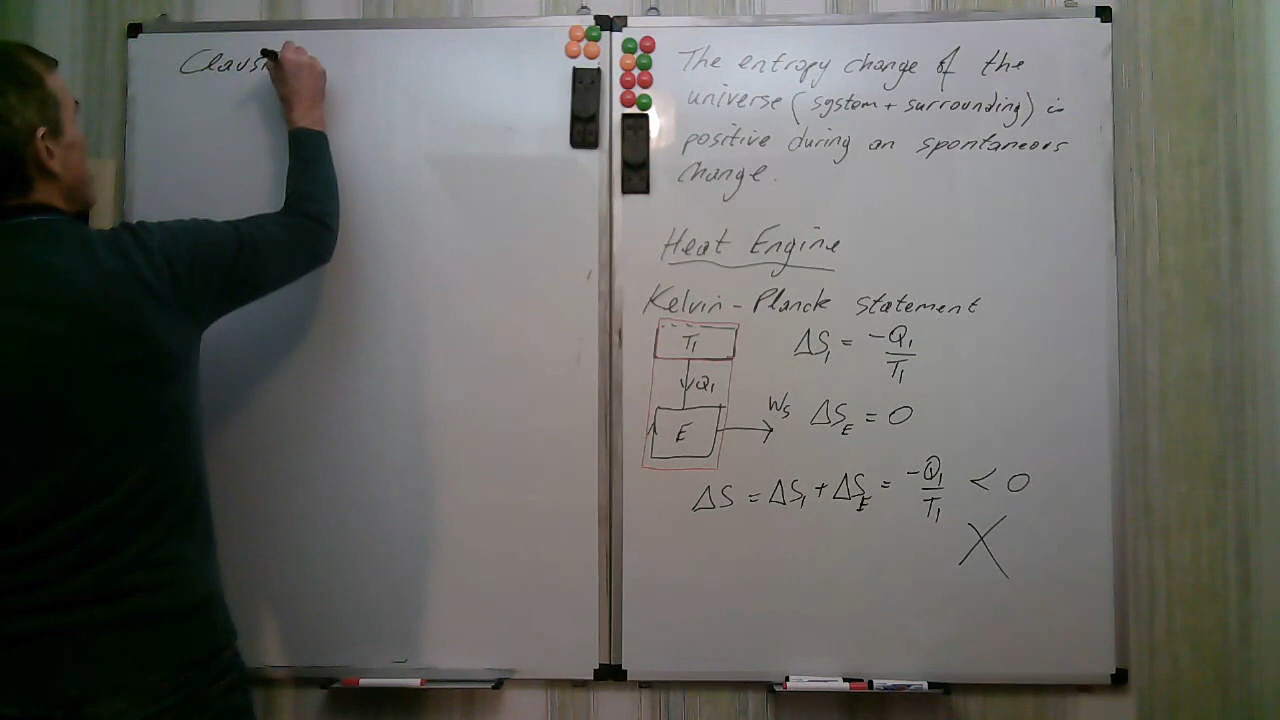 Claus
The entropy change of the
universe (system + surrounding) is
positive during an spontaneous
change.
Heat Engine
Kelvin-Planck statement
T1
Q1
E
Ws
ΔS1 = -Q1/T1
ΔSE = 0
ΔS = ΔS1 + ΔSE = -Q1/T1 < 0
X